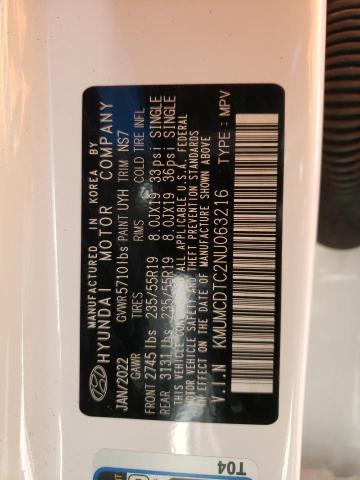 MANUFACTURED IN KOREA BY
HYUNDAI MOTOR COMPANY
JAN/2022 GVWR5710lbs PAINT UYH TRIM NS7
GAWR TIRES RIMS COLD TIRE INFL
FRONT 2745 lbs 235/55R19 8.0JX19 33psi SINGLE
REAR 3131 lbs 235/55R19 8.0JX19 36psi SINGLE
THIS VEHICLE CONFORMS TO ALL APPLICABLE U.S.A. FEDERAL
MOTOR VEHICLE SAFETY AND THEFT PREVENTION STANDARDS
IN EFFECT ON THE DATE OF MANUFACTURE SHOWN ABOVE
V.I.N KMUMCDTC2NU063216 TYPE: MPV
T04